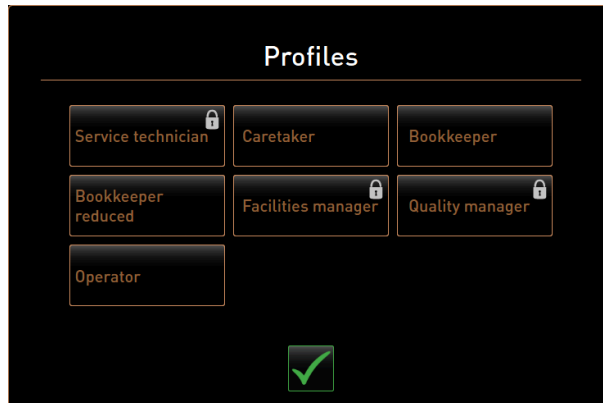 Profiles
Service technician
Caretaker
Bookkeeper
Bookkeeper
reduced
Facilities manager
Quality manager
Operator